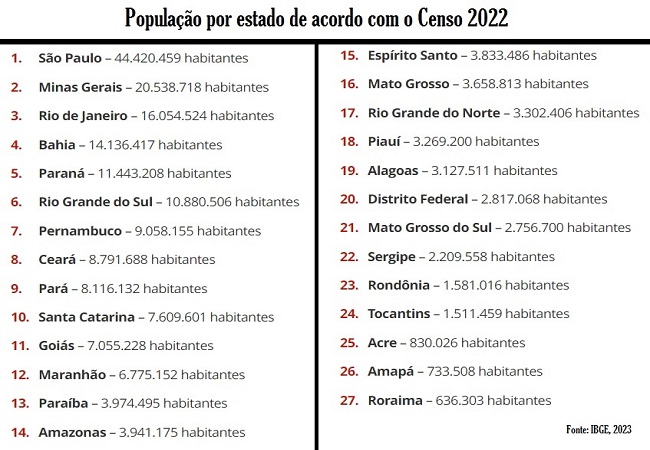 População por estado de acordo com o Censo 2022
1. São Paulo – 44.420.459 habitantes
2. Minas Gerais – 20.538.718 habitantes
3. Rio de Janeiro – 16.054.524 habitantes
4. Bahia – 14.136.417 habitantes
5. Paraná – 11.443.208 habitantes
6. Rio Grande do Sul – 10.880.506 habitantes
7. Pernambuco – 9.058.155 habitantes
8. Ceará – 8.791.688 habitantes
9. Pará – 8.116.132 habitantes
10. Santa Catarina – 7.609.601 habitantes
11. Goiás – 7.055.228 habitantes
12. Maranhão – 6.775.152 habitantes
13. Paraíba – 3.974.495 habitantes
14. Amazonas – 3.941.175 habitantes
15. Espírito Santo – 3.833.486 habitantes
16. Mato Grosso – 3.658.813 habitantes
17. Rio Grande do Norte – 3.302.406 habitantes
18. Piauí – 3.269.200 habitantes
19. Alagoas – 3.127.511 habitantes
20. Distrito Federal – 2.817.068 habitantes
21. Mato Grosso do Sul – 2.756.700 habitantes
22. Sergipe – 2.209.558 habitantes
23. Rondônia – 1.581.016 habitantes
24. Tocantins – 1.511.459 habitantes
25. Acre – 830.026 habitantes
26. Amapá – 733.508 habitantes
27. Roraima – 636.303 habitantes
Fonte: IBGE, 2023